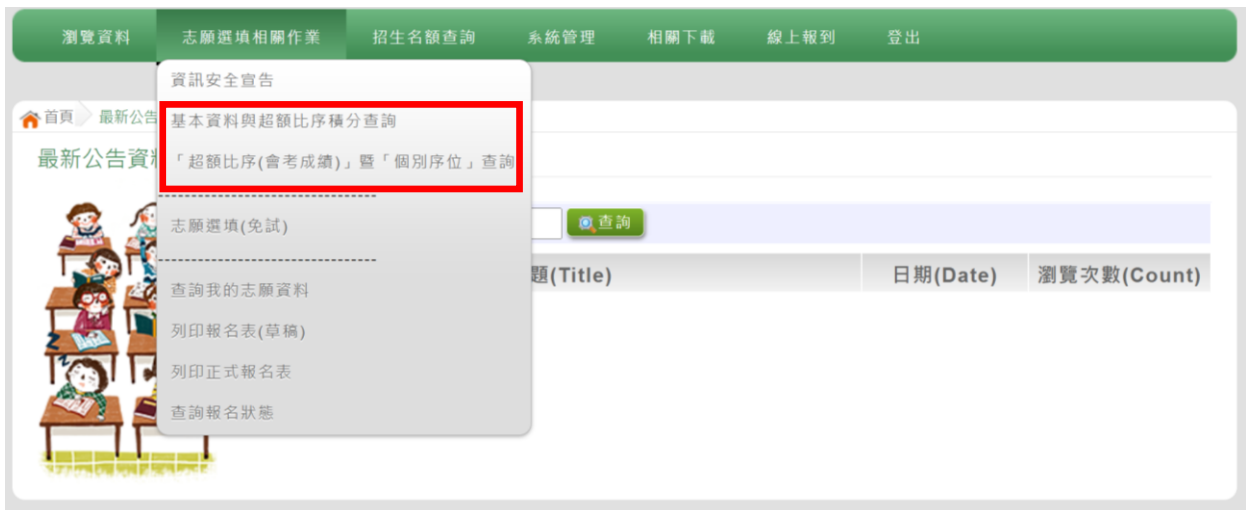 瀏覽資料 志願選填相關作業 招生名額查詢 系統管理 相關下載 線上報到 登出
資訊安全宣告
首頁 最新公告
基本資料與超額比序積分查詢
最新公告資
「超額比序(會考成績)」暨「個別序位」查詢
---------------------------------
志願選填(免試)
查詢
---------------------------------
題(Title) 日期(Date) 瀏覽次數(Count)
查詢我的志願資料
列印報名表(草稿)
列印正式報名表
查詢報名狀態